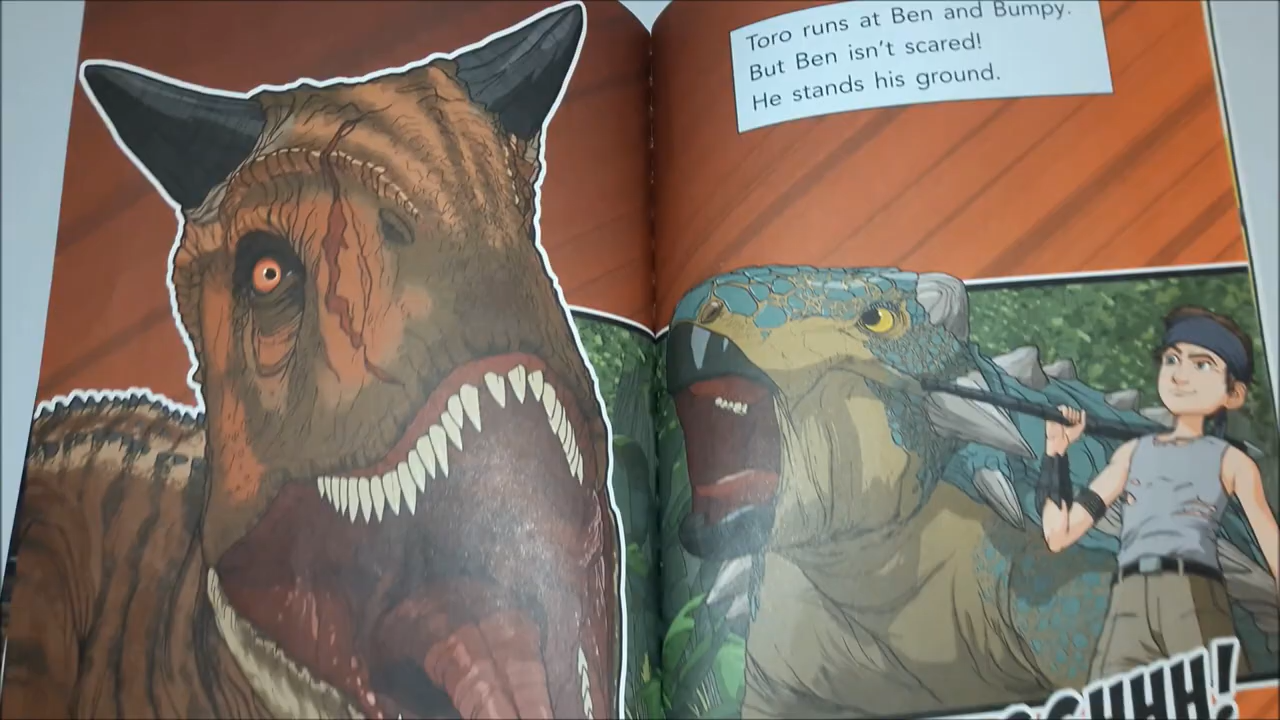 Toro runs at Ben and Bumpy.
But Ben isn't scared!
He stands his ground.